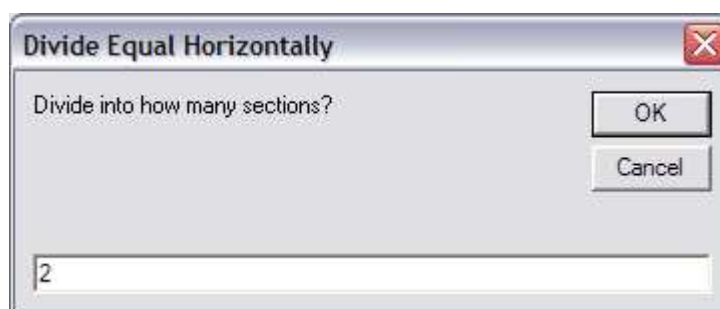 Divide Equal Horizontally
Divide into how many sections?
OK
Cancel
2